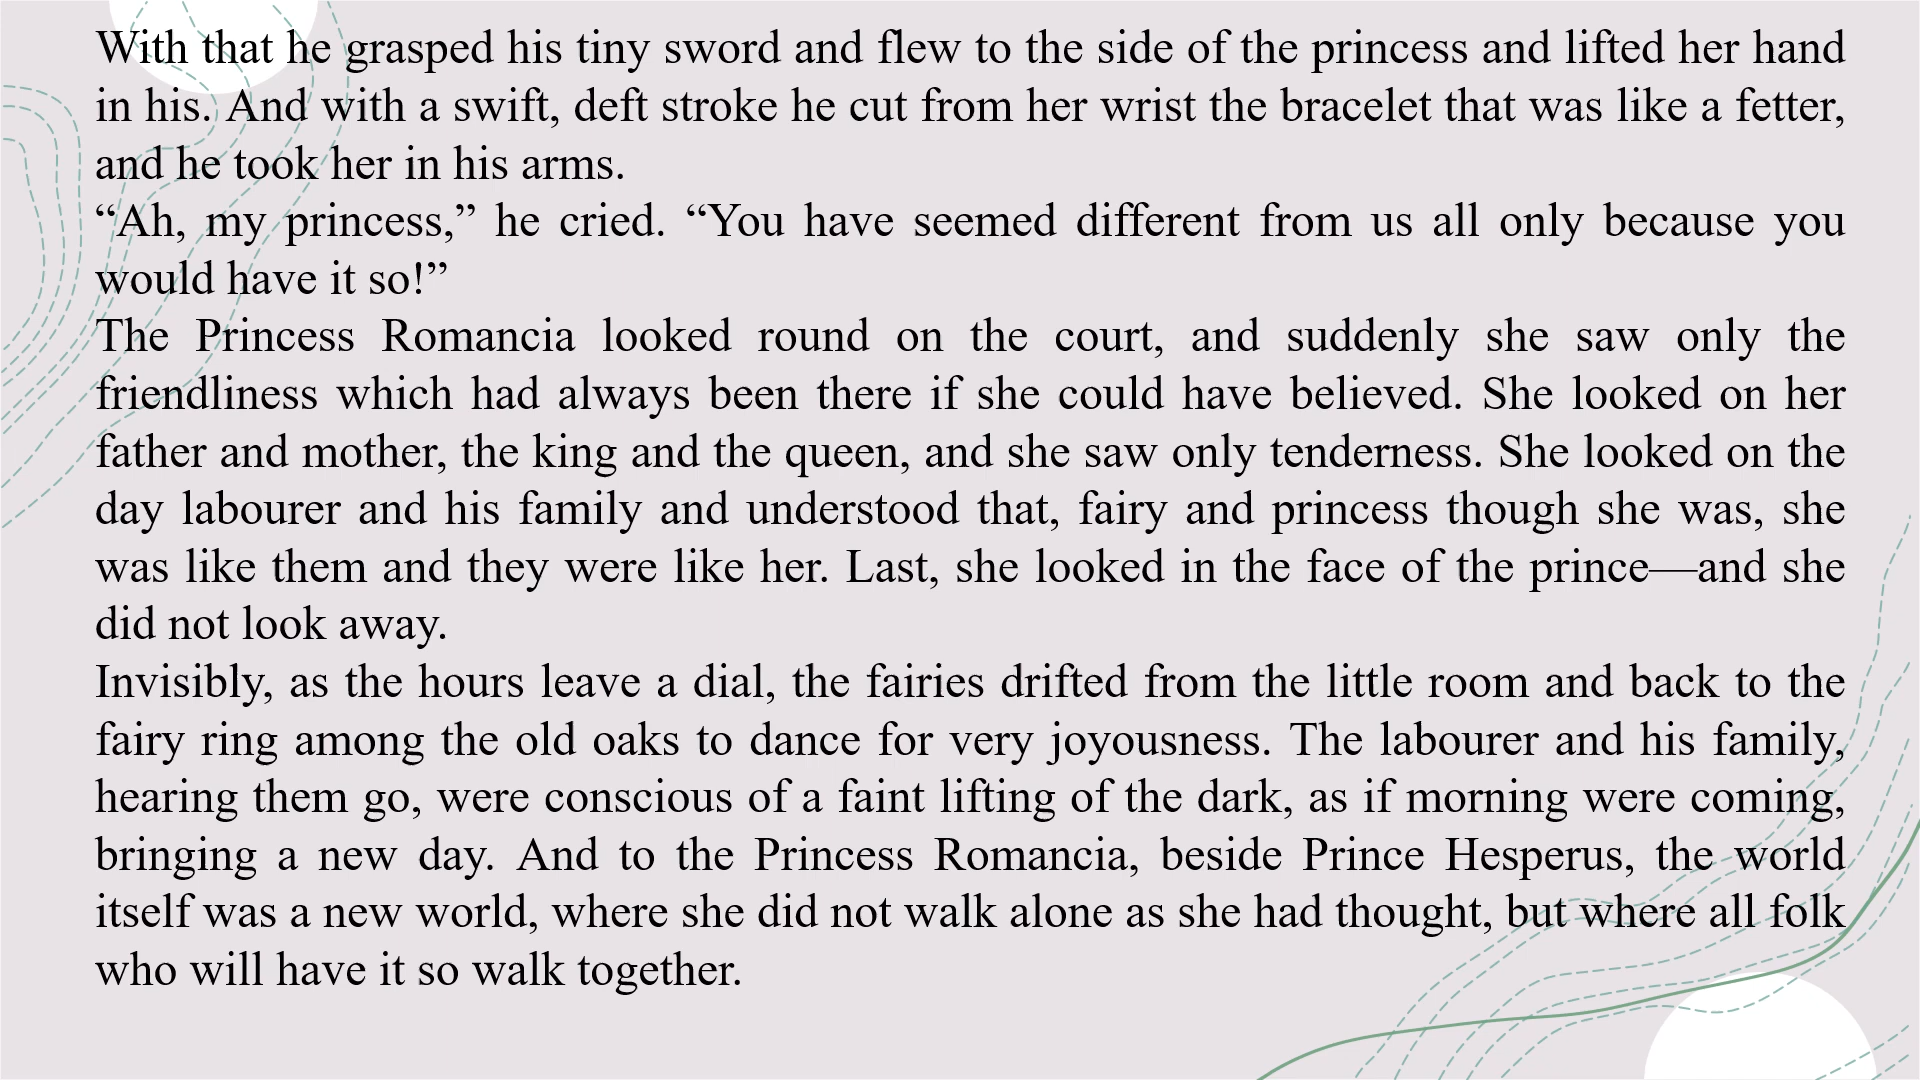 With that he grasped his tiny sword and flew to the side of the princess and lifted her hand
in his. And with a swift, deft stroke he cut from her wrist the bracelet that was like a fetter,
and he took her in his arms.
“Ah, my princess,” he cried. “You have seemed different from us all only because you
would have it so!”
The Princess Romancia looked round on the court, and suddenly she saw only the
friendliness which had always been there if she could have believed. She looked on her
father and mother, the king and the queen, and she saw only tenderness. She looked on the
day labourer and his family and understood that, fairy and princess though she was, she
was like them and they were like her. Last, she looked in the face of the prince—and she
did not look away.
Invisibly, as the hours leave a dial, the fairies drifted from the little room and back to the
fairy ring among the old oaks to dance for very joyousness. The labourer and his family,
hearing them go, were conscious of a faint lifting of the dark, as if morning were coming,
bringing a new day. And to the Princess Romancia, beside Prince Hesperus, the world
itself was a new world, where she did not walk alone as she had thought, but where all folk
who will have it so walk together.